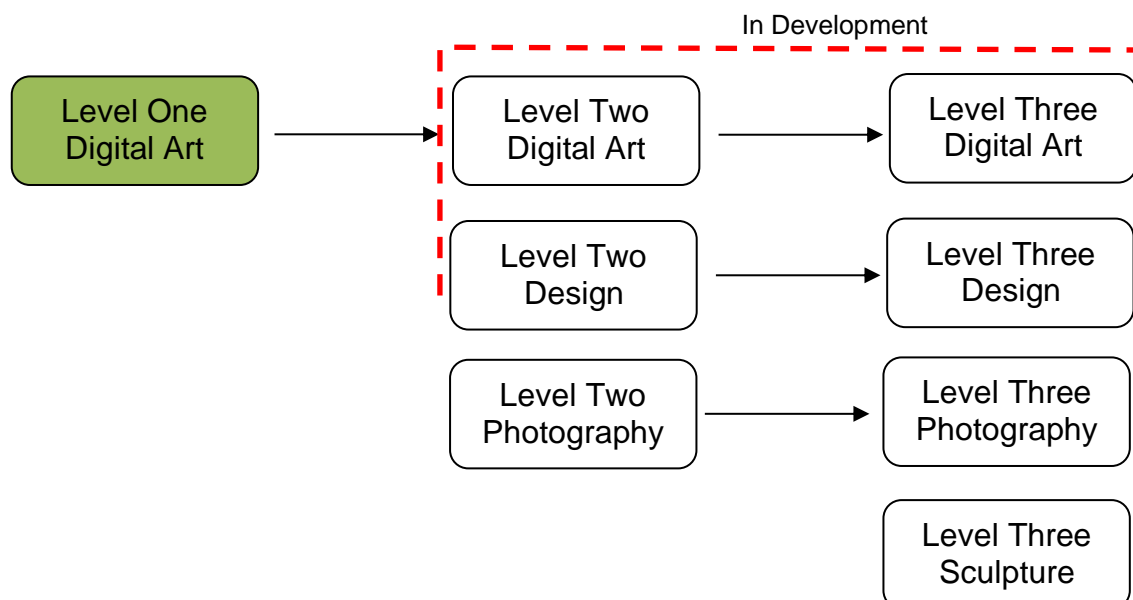 In Development
Level One
Digital Art
Level Two
Digital Art
Level Three
Digital Art
Level Two
Design
Level Three
Design
Level Two
Photography
Level Three
Photography
Level Three
Sculpture